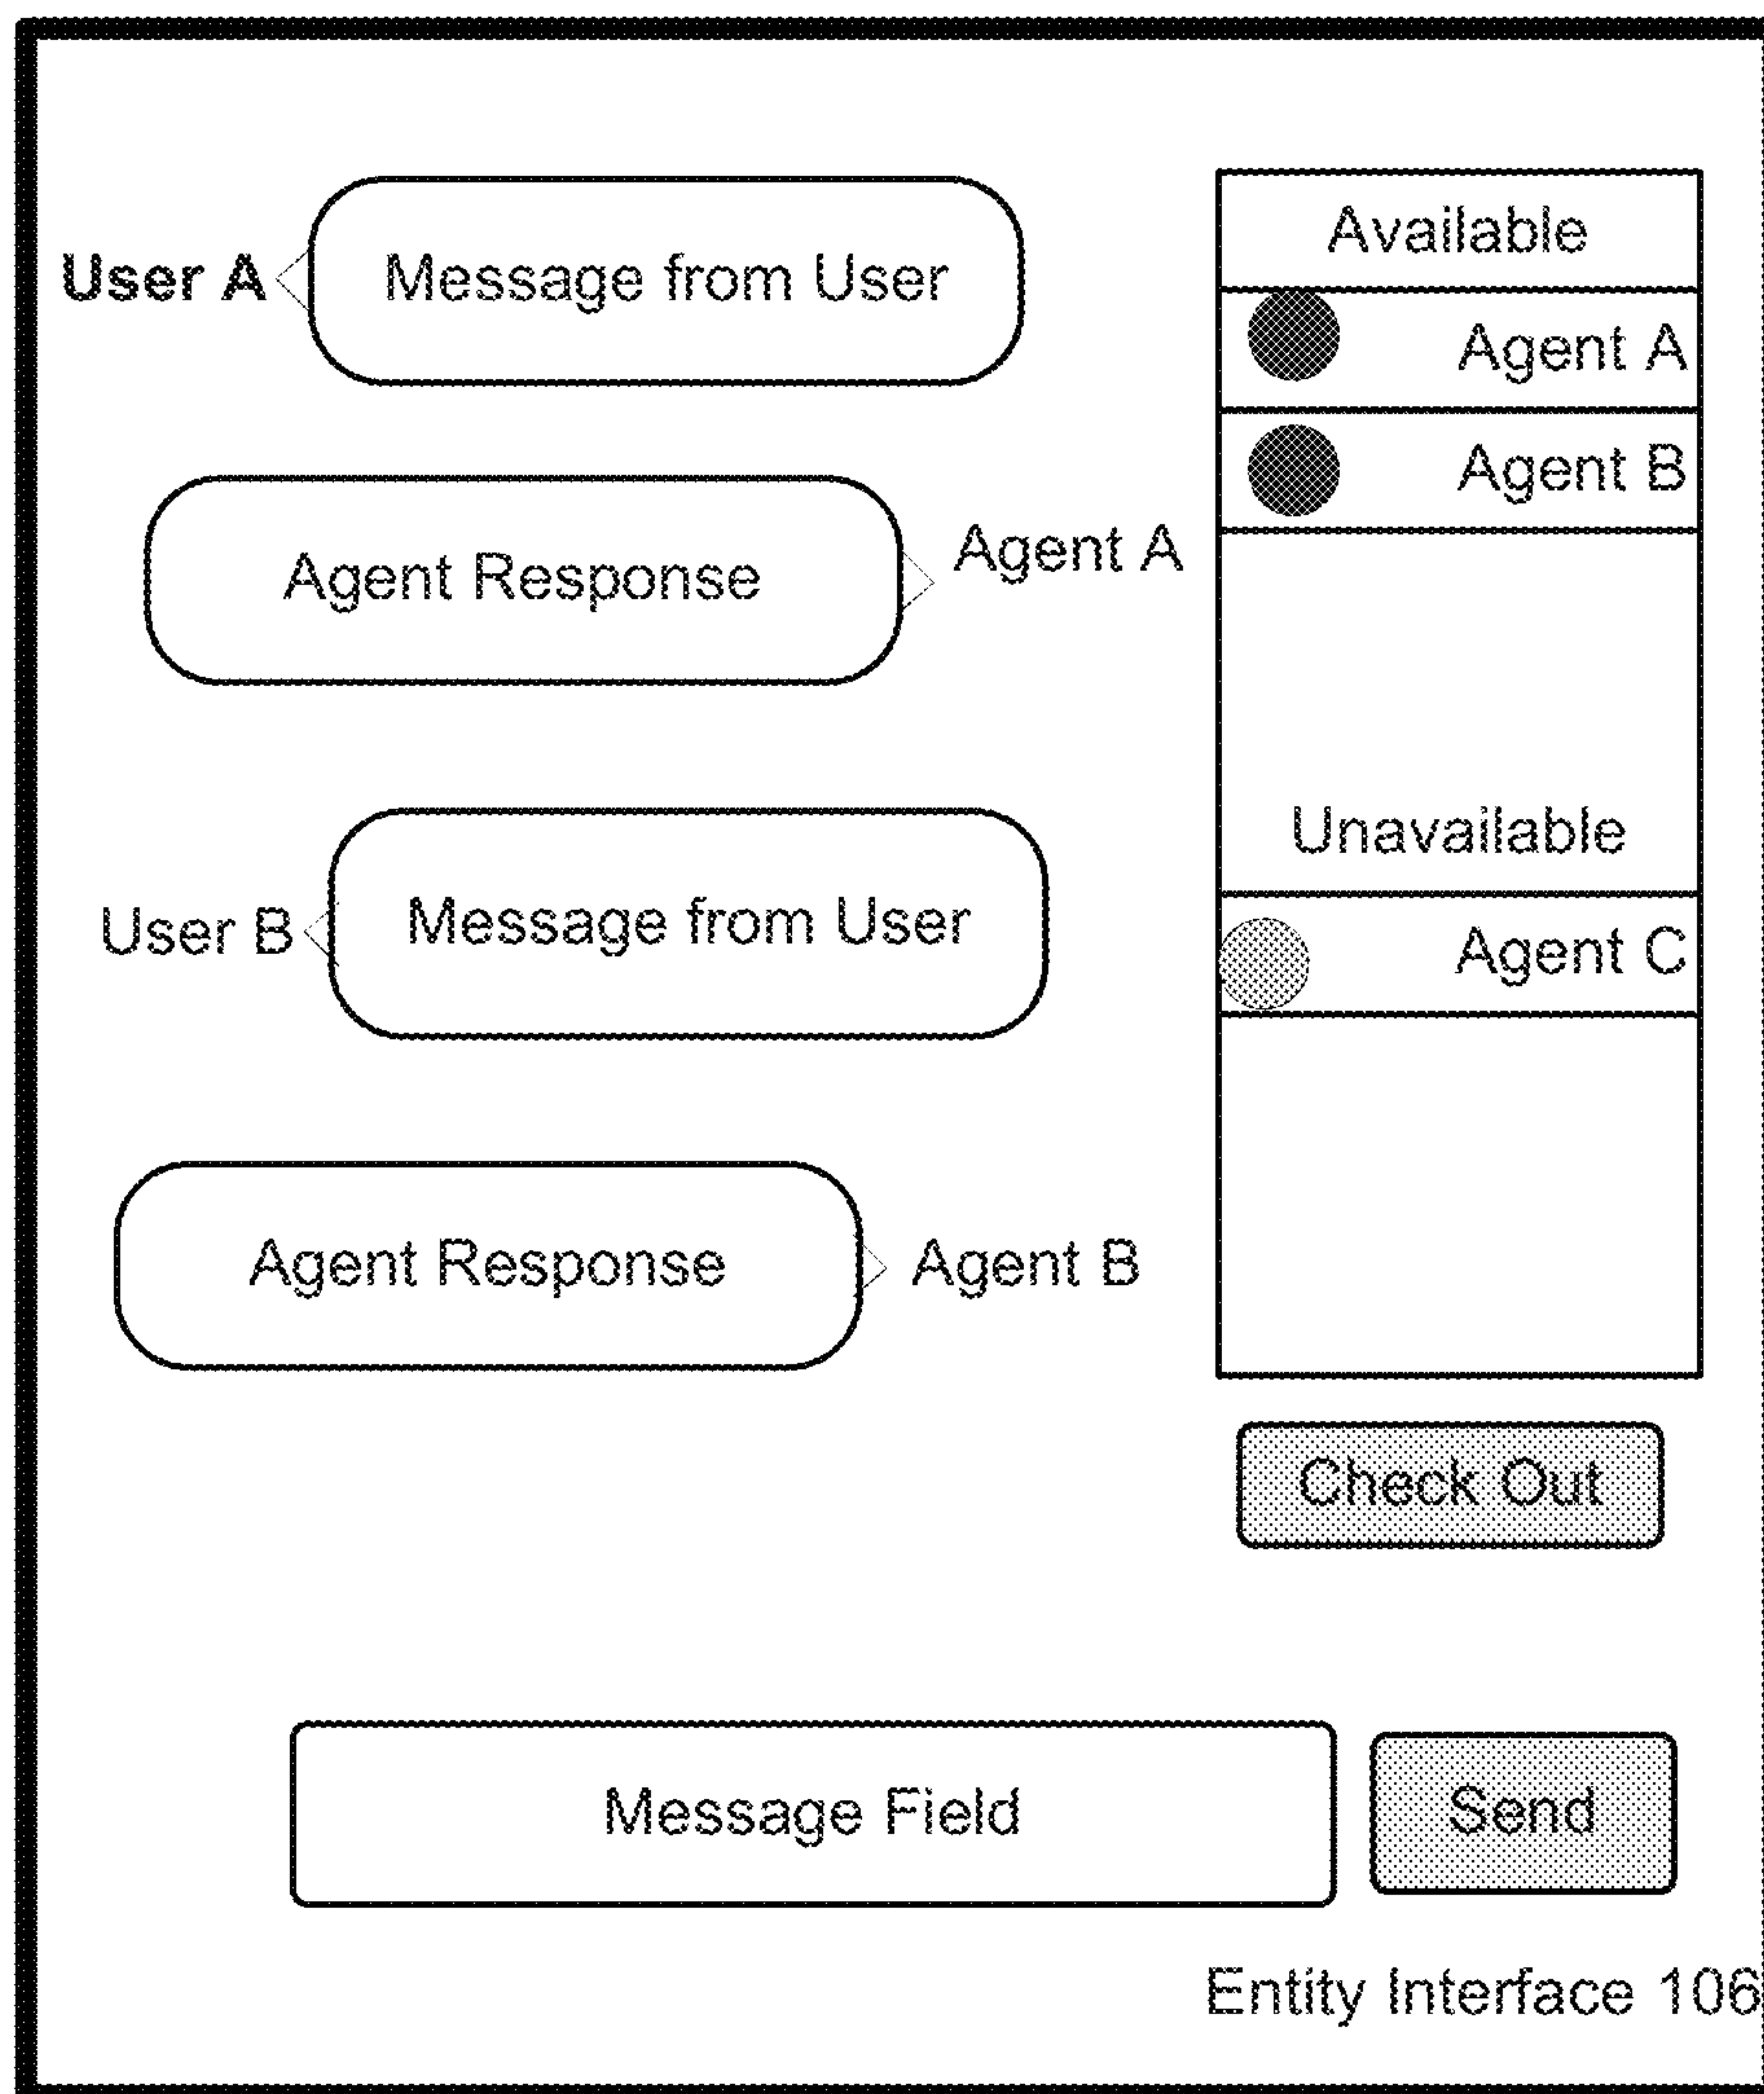 User A
Message from User
Agent Response
Agent A
User B
Message from User
Agent Response
Agent B
Available
Agent A
Agent B
Unavailable
Agent C
Check Out
Message Field
Send
Entity Interface 106